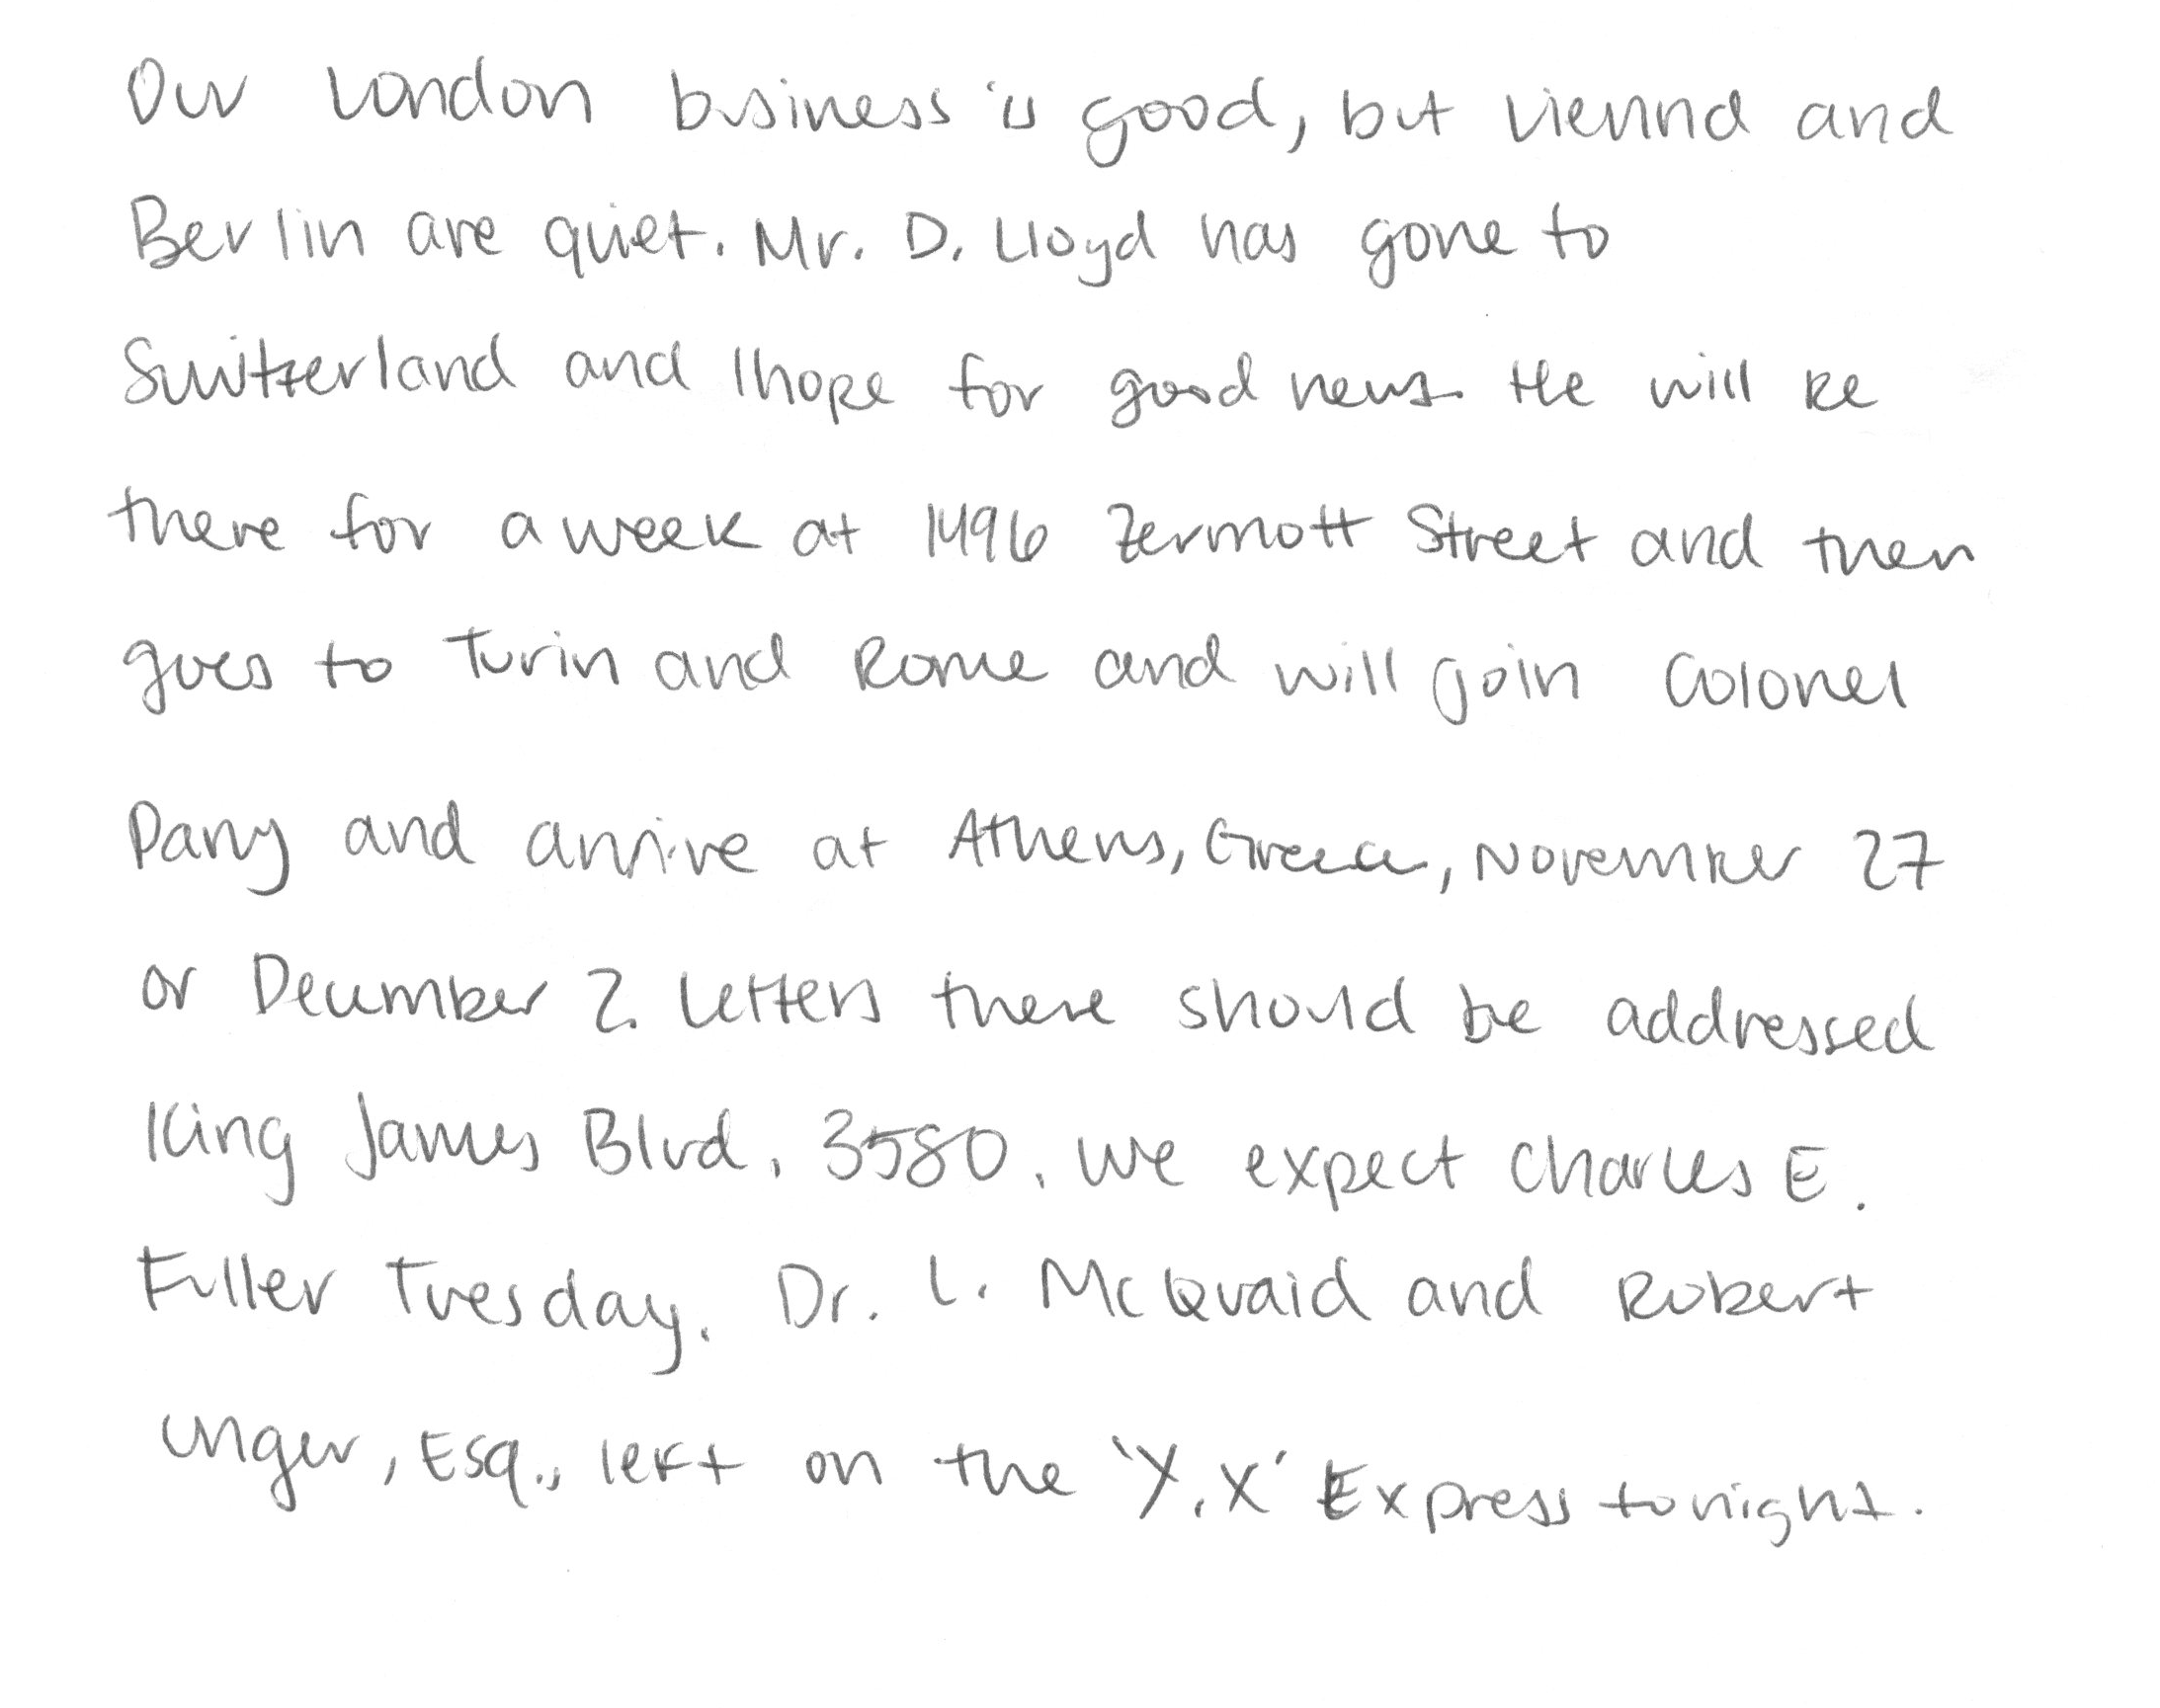 Our London business is good, but Vienna and
Berlin are quiet. Mr. D. Lloyd has gone to
Switzerland and I hope for good news. He will be
there for a week at 1496 Zermott Street and then
goes to Turin and Rome and will join Colonel
Parry and arrive at Athens, Greece, November 27
or December 2. Letters there should be addressed
King James Blvd. 3580. We expect Charles E.
Fuller Tuesday. Dr. L. McQuaid and Robert
Unger, Esq., left on the 'Y.X' Express tonight.